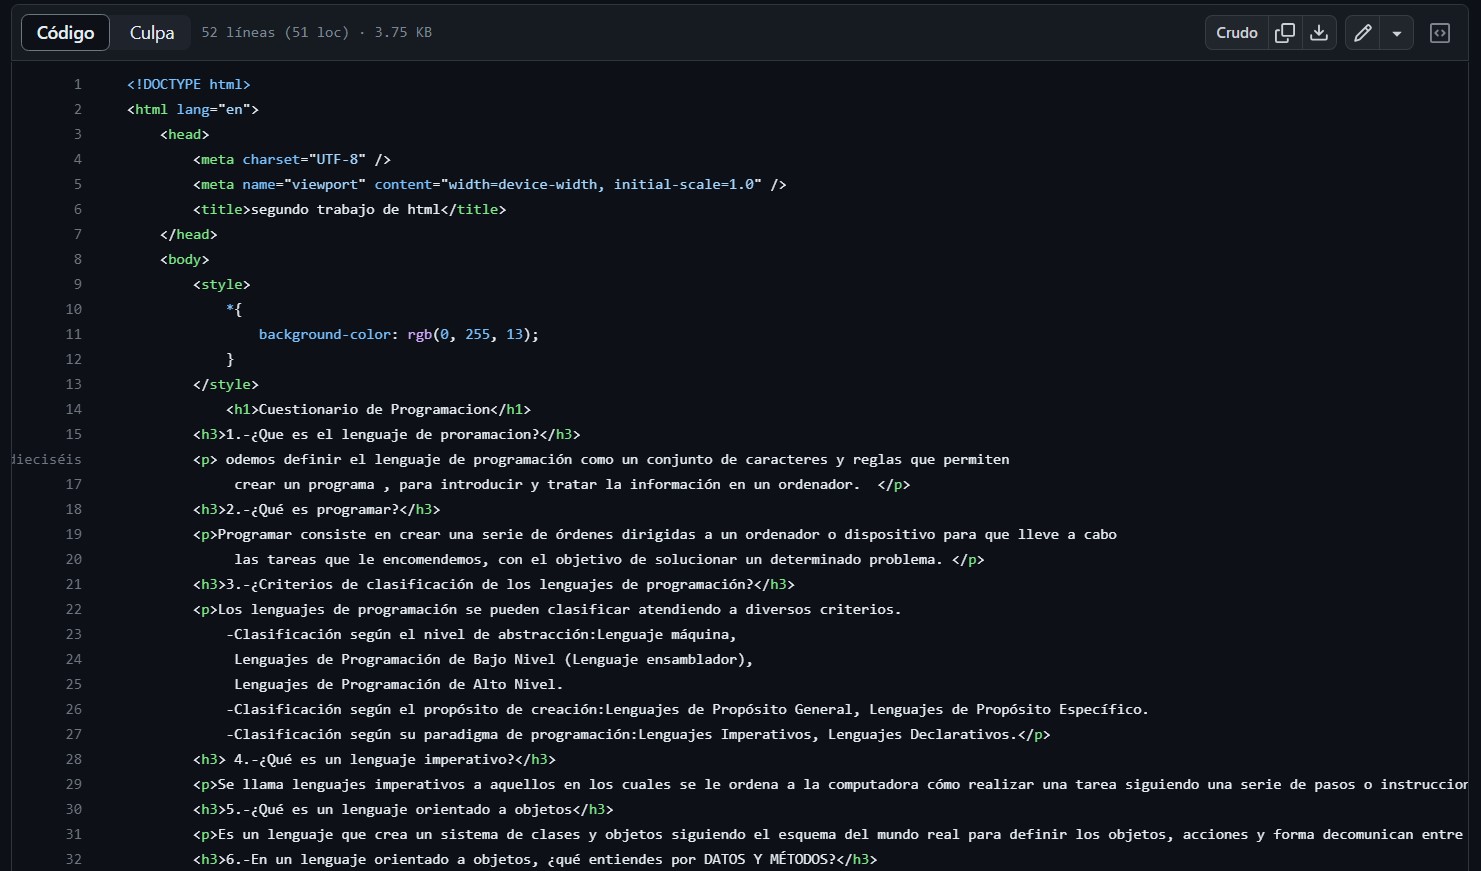 Código Culpa 52 líneas (51 loc) · 3.75 KB Crudo
1 <!DOCTYPE html>
2 <html lang="en">
3 <head>
4 <meta charset="UTF-8" />
5 <meta name="viewport" content="width=device-width, initial-scale=1.0" />
6 <title>segundo trabajo de html</title>
7 </head>
8 <body>
9 <style>
10 *{
11 background-color: rgb(0, 255, 13);
12 }
13 </style>
14 <h1>Cuestionario de Programacion</h1>
15 <h3>1.-¿Que es el lenguaje de proramacion?</h3>
dieciséis <p> odemos definir el lenguaje de programación como un conjunto de caracteres y reglas que permiten
17 crear un programa , para introducir y tratar la información en un ordenador.  </p>
18 <h3>2.-¿Qué es programar?</h3>
19 <p>Programar consiste en crear una serie de órdenes dirigidas a un ordenador o dispositivo para que lleve a cabo
20 las tareas que le encomendemos, con el objetivo de solucionar un determinado problema. </p>
21 <h3>3.-¿Criterios de clasificación de los lenguajes de programación?</h3>
22 <p>Los lenguajes de programación se pueden clasificar atendiendo a diversos criterios.
23 -Clasificación según el nivel de abstracción:Lenguaje máquina,
24 Lenguajes de Programación de Bajo Nivel (Lenguaje ensamblador),
25 Lenguajes de Programación de Alto Nivel.
26 -Clasificación según el propósito de creación:Lenguajes de Propósito General, Lenguajes de Propósito Específico.
27 -Clasificación según su paradigma de programación:Lenguajes Imperativos, Lenguajes Declarativos.</p>
28 <h3> 4.-¿Qué es un lenguaje imperativo?</h3>
29 <p>Se llama lenguajes imperativos a aquellos en los cuales se le ordena a la computadora cómo realizar una tarea siguiendo una serie de pasos o instruccion
30 <h3>5.-¿Qué es un lenguaje orientado a objetos</h3>
31 <p>Es un lenguaje que crea un sistema de clases y objetos siguiendo el esquema del mundo real para definir los objetos, acciones y forma decomunican entre
32 <h3>6.-En un lenguaje orientado a objetos, ¿qué entiendes por DATOS Y MÉTODOS?</h3>